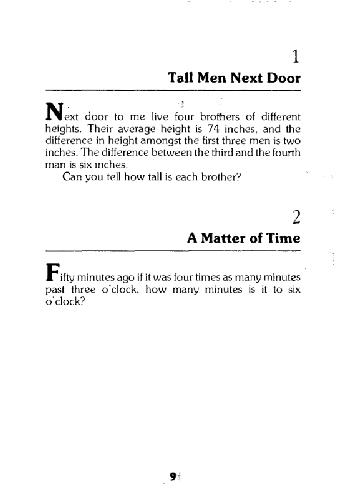 1
Tall Men Next Door
Next door to me live four brothers of different
heights. Their average height is 74 inches, and the
difference in height amongst the first three men is two
inches. The difference between the third and the fourth
man is six inches.
Can you tell how tall is each brother?
2
A Matter of Time
Fifty minutes ago if it was four times as many minutes
past three o'clock, how many minutes is it to six
o'clock?
9